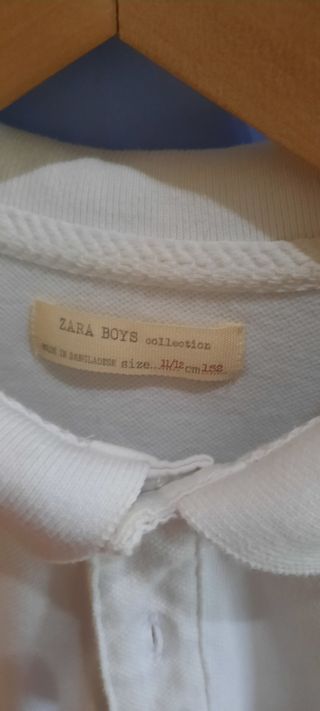 ZARA BOYS collection
MADE IN BANGLADESH size...11/12 cm 152